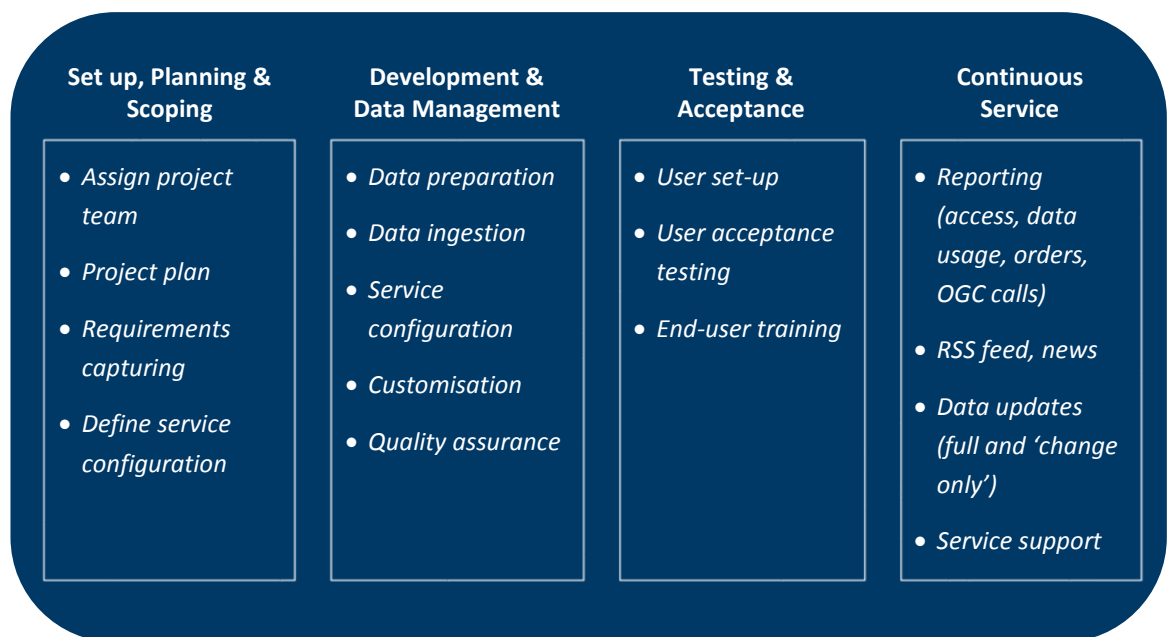 Set up, Planning &
Scoping
• Assign project
team
• Project plan
• Requirements
capturing
• Define service
configuration
Development &
Data Management
• Data preparation
• Data ingestion
• Service
configuration
• Customisation
• Quality assurance
Testing &
Acceptance
• User set-up
• User acceptance
testing
• End-user training
Continuous
Service
• Reporting
(access, data
usage, orders,
OGC calls)
• RSS feed, news
• Data updates
(full and ‘change
only’)
• Service support